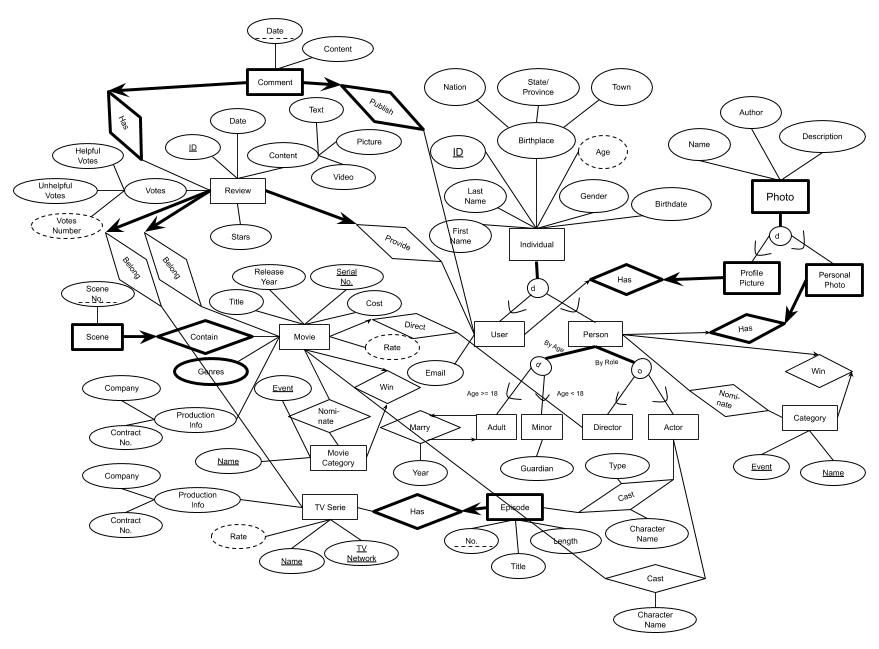 Date
Content
Comment
Has
Publish
Date
Text
ID
Picture
Content
Video
Helpful
Votes
Unhelpful
Votes
Votes
Votes
Number
Review
Stars
Belong
Belong
Provide
Nation
State/
Province
Town
Birthplace
ID
Age
Last
Name
Gender
Birthdate
First
Name
Individual
d
Author
Name
Description
Photo
d
Profile
Picture
Personal
Photo
Has
Has
Scene
No.
Scene
Contain
Release
Year
Serial
No.
Title
Cost
Movie
Direct
Rate
Genres
Email
User
Person
By Age
By Role
d
o
Age >= 18
Age < 18
Win
Win
Company
Production
Info
Contract
No.
Event
Nomi-
nate
Name
Movie
Category
Marry
Year
Adult
Minor
Director
Actor
Guardian
Nomi-
nate
Category
Event
Name
Company
Production
Info
Contract
No.
TV Serie
Rate
Name
TV
Network
Has
Episode
No.
Length
Title
Type
Cast
Character
Name
Cast
Character
Name